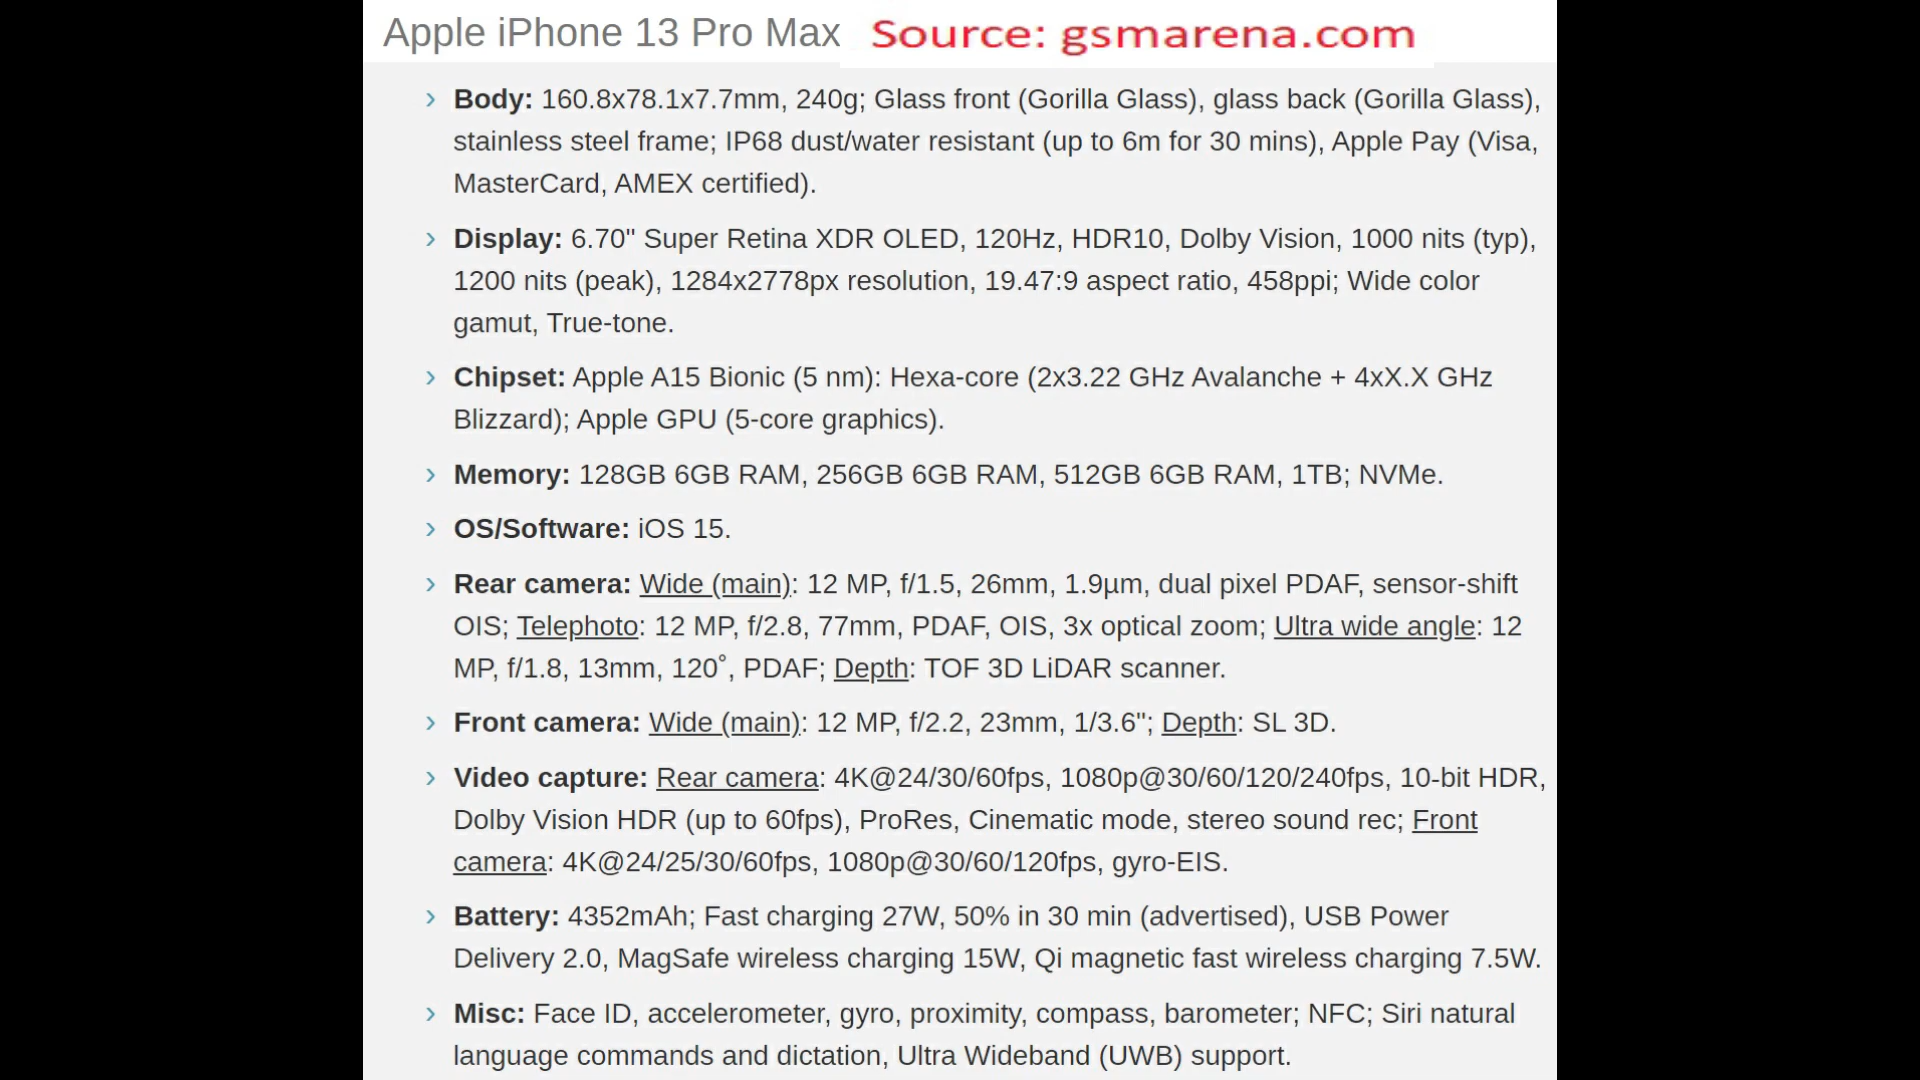 Apple iPhone 13 Pro Max Source: gsmarena.com
› Body: 160.8x78.1x7.7mm, 240g; Glass front (Gorilla Glass), glass back (Gorilla Glass),
stainless steel frame; IP68 dust/water resistant (up to 6m for 30 mins), Apple Pay (Visa,
MasterCard, AMEX certified).
› Display: 6.70" Super Retina XDR OLED, 120Hz, HDR10, Dolby Vision, 1000 nits (typ),
1200 nits (peak), 1284x2778px resolution, 19.47:9 aspect ratio, 458ppi; Wide color
gamut, True-tone.
› Chipset: Apple A15 Bionic (5 nm): Hexa-core (2x3.22 GHz Avalanche + 4xX.X GHz
Blizzard); Apple GPU (5-core graphics).
› Memory: 128GB 6GB RAM, 256GB 6GB RAM, 512GB 6GB RAM, 1TB; NVMe.
› OS/Software: iOS 15.
› Rear camera: Wide (main): 12 MP, f/1.5, 26mm, 1.9µm, dual pixel PDAF, sensor-shift
OIS; Telephoto: 12 MP, f/2.8, 77mm, PDAF, OIS, 3x optical zoom; Ultra wide angle: 12
MP, f/1.8, 13mm, 120˚, PDAF; Depth: TOF 3D LiDAR scanner.
› Front camera: Wide (main): 12 MP, f/2.2, 23mm, 1/3.6"; Depth: SL 3D.
› Video capture: Rear camera: 4K@24/30/60fps, 1080p@30/60/120/240fps, 10-bit HDR,
Dolby Vision HDR (up to 60fps), ProRes, Cinematic mode, stereo sound rec; Front
camera: 4K@24/25/30/60fps, 1080p@30/60/120fps, gyro-EIS.
› Battery: 4352mAh; Fast charging 27W, 50% in 30 min (advertised), USB Power
Delivery 2.0, MagSafe wireless charging 15W, Qi magnetic fast wireless charging 7.5W.
› Misc: Face ID, accelerometer, gyro, proximity, compass, barometer; NFC; Siri natural
language commands and dictation, Ultra Wideband (UWB) support.